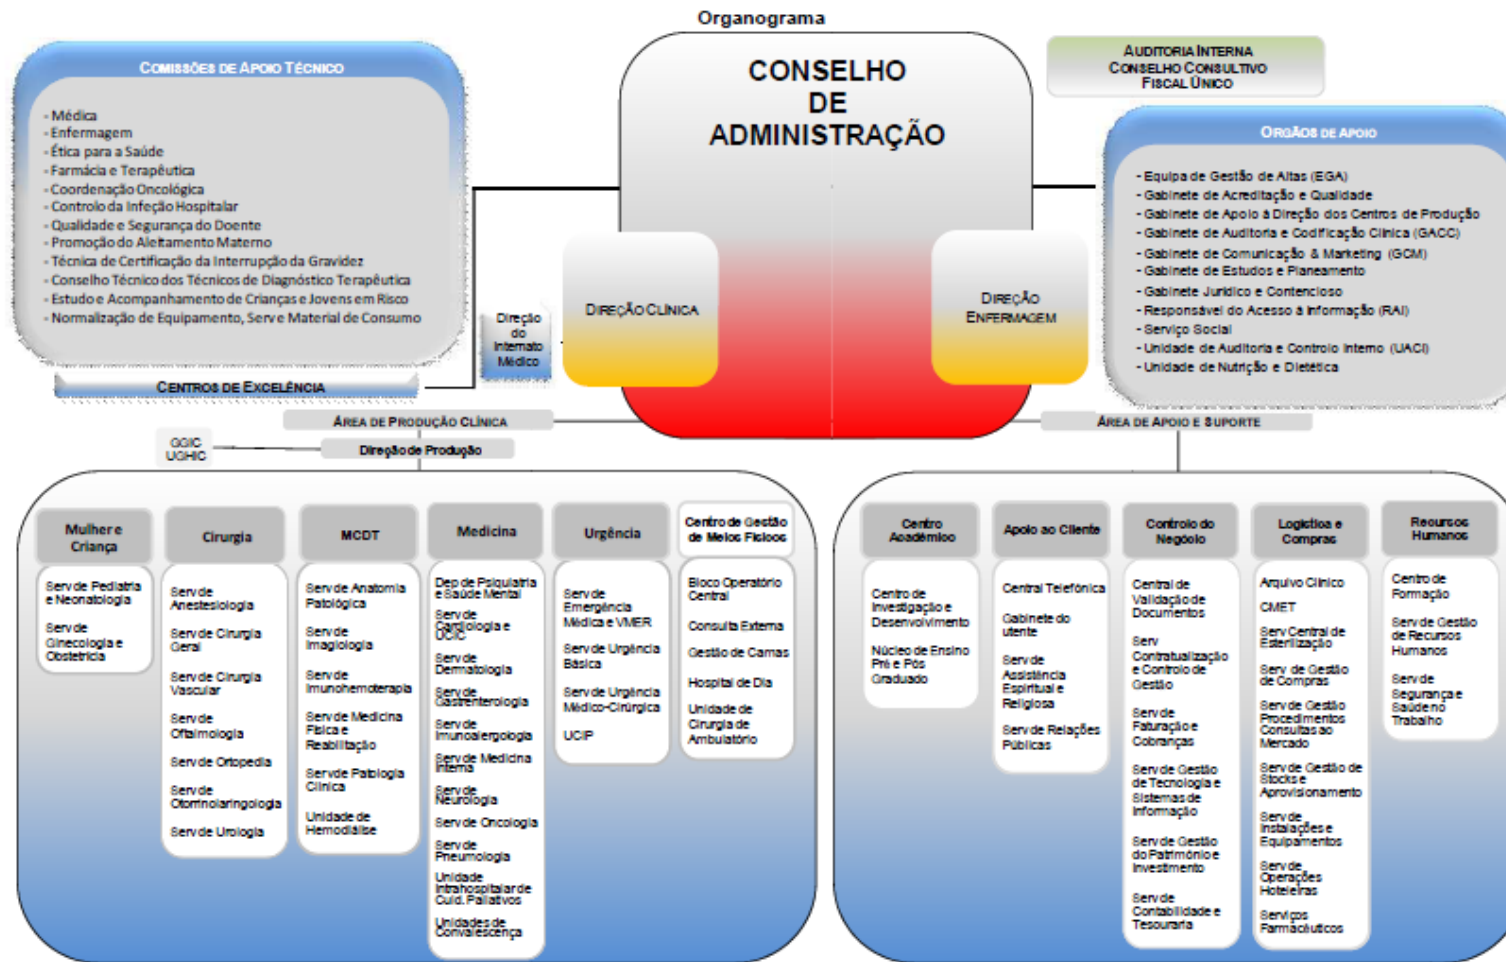 Organograma
COMISSÕES DE APOIO TÉCNICO
- Médica
- Enfermagem
- Ética para a Saúde
- Farmácia e Terapêutica
- Coordenação Oncológica
- Controlo da Infeção Hospitalar
- Qualidade e Segurança do Doente
- Promoção do Aleitamento Materno
- Técnica de Certificação da Interrupção da Gravidez
- Conselho Técnico dos Técnicos de Diagnóstico Terapêutica
- Estudo e Acompanhamento de Crianças e Jovens em Risco
- Normalização de Equipamento, Serv e Material de Consumo
CENTROS DE EXCELÊNCIA
CONSELHO
DE
ADMINISTRAÇÃO
DIREÇÃO CLÍNICA
DIREÇÃO
ENFERMAGEM
Direção
do
Internato
Médico
AUDITORIA INTERNA
CONSELHO CONSULTIVO
FISCAL ÚNICO
ORGÃOS DE APOIO
- Equipa de Gestão de Altas (EGA)
- Gabinete de Acreditação e Qualidade
- Gabinete de Apoio à Direção dos Centros de Produção
- Gabinete de Auditoria e Codificação Clínica (GACC)
- Gabinete de Comunicação & Marketing (GCM)
- Gabinete de Estudos e Planeamento
- Gabinete Jurídico e Contencioso
- Responsável do Acesso à Informação (RAI)
- Serviço Social
- Unidade de Auditoria e Controlo Interno (UACI)
- Unidade de Nutrição e Dietética
ÁREA DE PRODUÇÃO CLÍNICA
GGIC
UGHIC
Direção de Produção
ÁREA DE APOIO E SUPORTE
Mulher e
Criança
Serv de Pediatria
e Neonatologia
Serv de
Ginecologia e
Obstetrícia
Cirurgia
Serv de
Anestesiologia
Serv de Cirurgia
Geral
Serv de Cirurgia
Vascular
Serv de
Oftalmologia
Serv de Ortopedia
Serv de
Otorrinolaringologia
Serv de Urologia
MCDT
Serv de Anatomia
Patológica
Serv de
Imagiologia
Serv de
Imunohemoterapia
Serv de Medicina
Física e
Reabilitação
Serv de Patologia
Clínica
Unidade de
Hemodiálise
Medicina
Dep de Psiquiatria
e Saúde Mental
Serv de
Cardiologia e
UCIC
Serv de
Dermatologia
Serv de
Gastrenterologia
Serv de
Imunoalergologia
Serv de Medicina
Interna
Serv de
Neurologia
Serv de Oncologia
Serv de
Pneumologia
Unidade
Intrahospitalar de
Cuid. Paliativos
Unidades de
Convalescença
Urgência
Serv de
Emergência
Médica e VMER
Serv de Urgência
Básica
Serv de Urgência
Médico-Cirúrgica
UCIP
Centro de Gestão
de Meios Físicos
Bloco Operatório
Central
Consulta Externa
Gestão de Camas
Hospital de Dia
Unidade de
Cirurgia de
Ambulatório
Centro
Académico
Centro de
Investigação e
Desenvolvimento
Núcleo de Ensino
Pré e Pós
Graduado
Apoio ao Cliente
Central Telefónica
Gabinete do
utente
Serv de
Assistência
Espiritual e
Religiosa
Serv de Relações
Públicas
Controlo do
Negócio
Central de
Validação de
Documentos
Serv
Contratualização
e Controlo de
Gestão
Serv de
Faturação e
Cobranças
Serv de Gestão
de Tecnologia e
Sistemas de
Informação
Serv de Gestão
do Património e
Investimento
Serv de
Contabilidade e
Tesouraria
Logística e
Compras
Arquivo Clínico
CMET
Serv Central de
Esterilização
Serv de Gestão
de Compras
Serv de Gestão
Procedimentos
Consultas ao
Mercado
Serv de Gestão de
Stocks e
Aprovisionamento
Serv de
Instalações e
Equipamentos
Serv de
Operações
Hoteleiras
Serviços
Farmacêuticos
Recursos
Humanos
Centro de
Formação
Serv de Gestão
de Recursos
Humanos
Serv de
Segurança e
Saúde no
Trabalho